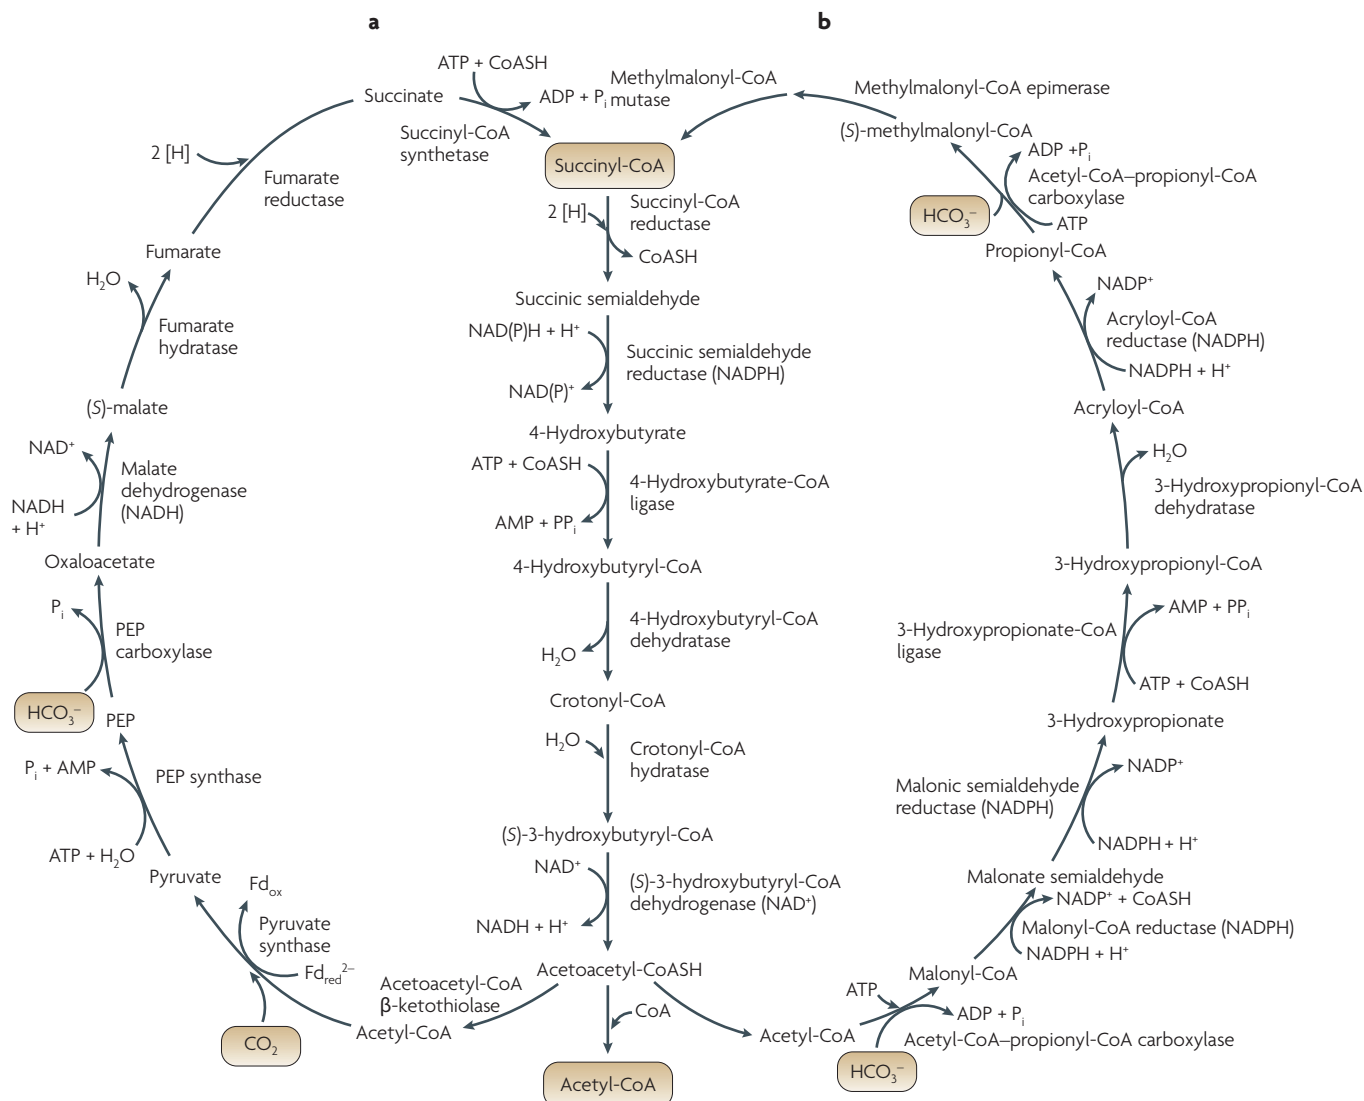 a
b
ATP + CoASH
Succinate
ADP + Pᵢ
Succinyl-CoA
synthetase
Methylmalonyl-CoA
mutase
Methylmalonyl-CoA epimerase
(S)-methylmalonyl-CoA
ADP +Pᵢ
Acetyl-CoA–propionyl-CoA
carboxylase
HCO₃⁻
ATP
Propionyl-CoA
2 [H]
Fumarate
reductase
Succinyl-CoA
2 [H]
Succinyl-CoA
reductase
CoASH
Fumarate
H₂O
Fumarate
hydratase
Succinic semialdehyde
NAD(P)H + H⁺
Succinic semialdehyde
reductase (NADPH)
NAD(P)⁺
NADP⁺
Acryloyl-CoA
reductase (NADPH)
NADPH + H⁺
Acryloyl-CoA
(S)-malate
NAD⁺
Malate
dehydrogenase
(NADH)
NADH
+ H⁺
4-Hydroxybutyrate
ATP + CoASH
4-Hydroxybutyrate-CoA
ligase
AMP + PPᵢ
H₂O
3-Hydroxypropionyl-CoA
dehydratase
Oxaloacetate
4-Hydroxybutyryl-CoA
3-Hydroxypropionyl-CoA
Pᵢ
PEP
carboxylase
HCO₃⁻
PEP
4-Hydroxybutyryl-CoA
dehydratase
H₂O
3-Hydroxypropionate-CoA
ligase
AMP + PPᵢ
ATP + CoASH
Crotonyl-CoA
3-Hydroxypropionate
Pᵢ + AMP
PEP synthase
ATP + H₂O
H₂O
Crotonyl-CoA
hydratase
Malonic semialdehyde
reductase (NADPH)
NADP⁺
NADPH + H⁺
(S)-3-hydroxybutyryl-CoA
Pyruvate
Fdₒₓ
Pyruvate
synthase
Fd_red²⁻
NAD⁺
(S)-3-hydroxybutyryl-CoA
dehydrogenase (NAD⁺)
NADH + H⁺
Malonate semialdehyde
NADP⁺ + CoASH
Malonyl-CoA reductase (NADPH)
NADPH + H⁺
Acetoacetyl-CoASH
Malonyl-CoA
Acetoacetyl-CoA
β-ketothiolase
Acetyl-CoA
CO₂
CoA
Acetyl-CoA
Acetyl-CoA
ATP
ADP + Pᵢ
Acetyl-CoA–propionyl-CoA carboxylase
HCO₃⁻